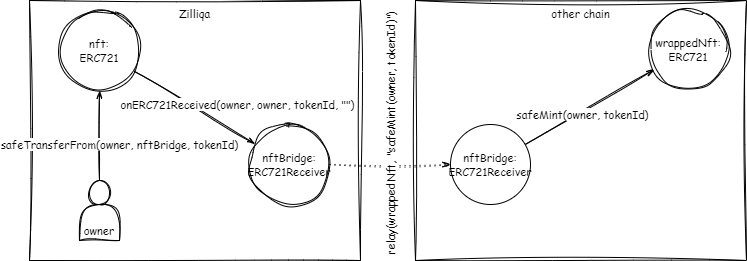 Zilliqa
other chain
nft:
ERC721
wrappedNft:
ERC721
onERC721Received(owner, owner, tokenId, "")
safeMint(owner, tokenId)
safeTransferFrom(owner, nftBridge, tokenId)
nftBridge:
ERC721Receiver
relay(wrappedNft, "safeMint(owner, tokenId)")
nftBridge:
ERC721Receiver
owner